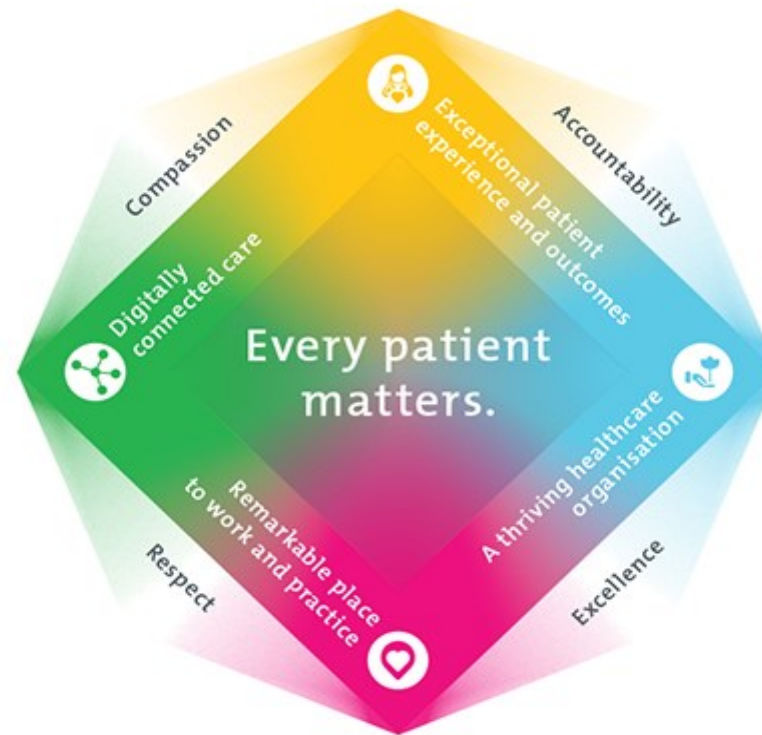 Compassion
Accountability
Exceptional patient
experience and outcomes
Digitally
connected care
Every patient
matters.
Remarkable place
to work and practice
A thriving healthcare
organisation
Respect
Excellence